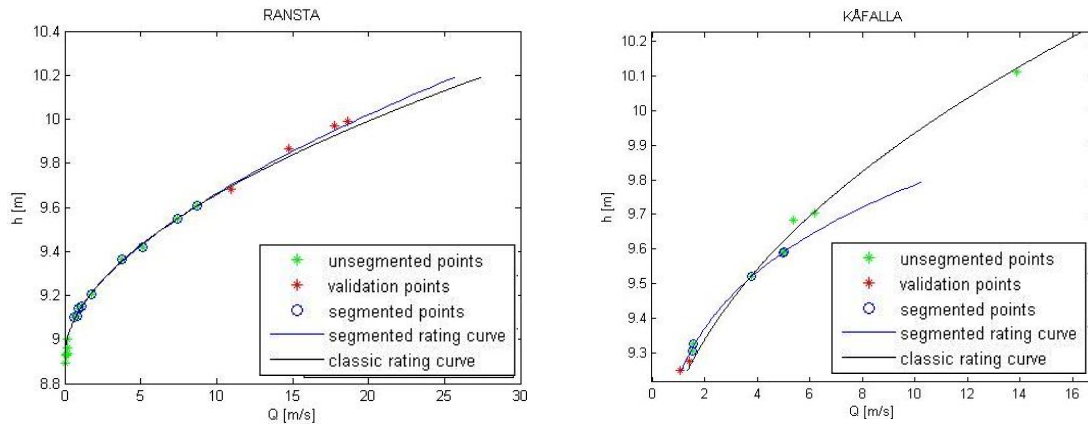 RANSTA
10.4
10.2
10
9.8
9.6
9.4
9.2
9
8.8
h [m]
0
5
10
15
20
25
30
Q [m/s]
unsegmented points
validation points
segmented points
segmented rating curve
classic rating curve
KÅFALLA
10.2
10.1
10
9.9
9.8
9.7
9.6
9.5
9.4
9.3
h [m]
0
2
4
6
8
10
12
14
16
Q [m/s]
unsegmented points
validation points
segmented points
segmented rating curve
classic rating curve